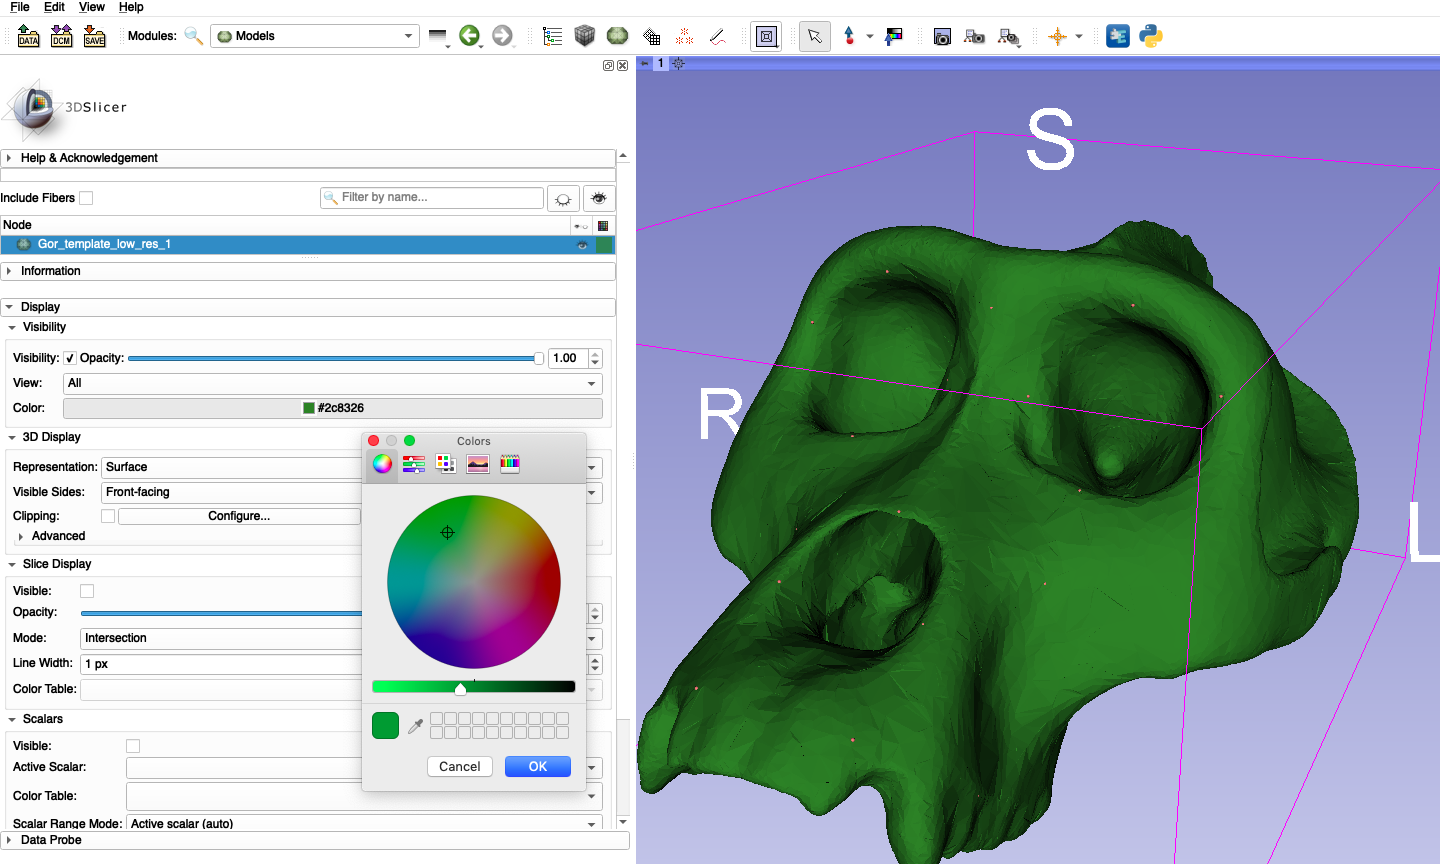 File Edit View Help
DATA DCM SAVE Modules: Models
1
3DSlicer
Help & Acknowledgement
Include Fibers Filter by name...
Node
Gor_template_low_res_1
Information
Display
Visibility
Visibility: Opacity: 1.00
View: All
Color: #2c8326
3D Display
Representation: Surface
Visible Sides: Front-facing
Clipping: Configure...
Advanced
Slice Display
Visible:
Opacity:
Mode: Intersection
Line Width: 1 px
Color Table:
Scalars
Visible:
Active Scalar:
Color Table:
Scalar Range Mode: Active scalar (auto)
Data Probe
Colors
Cancel OK
S
R
L